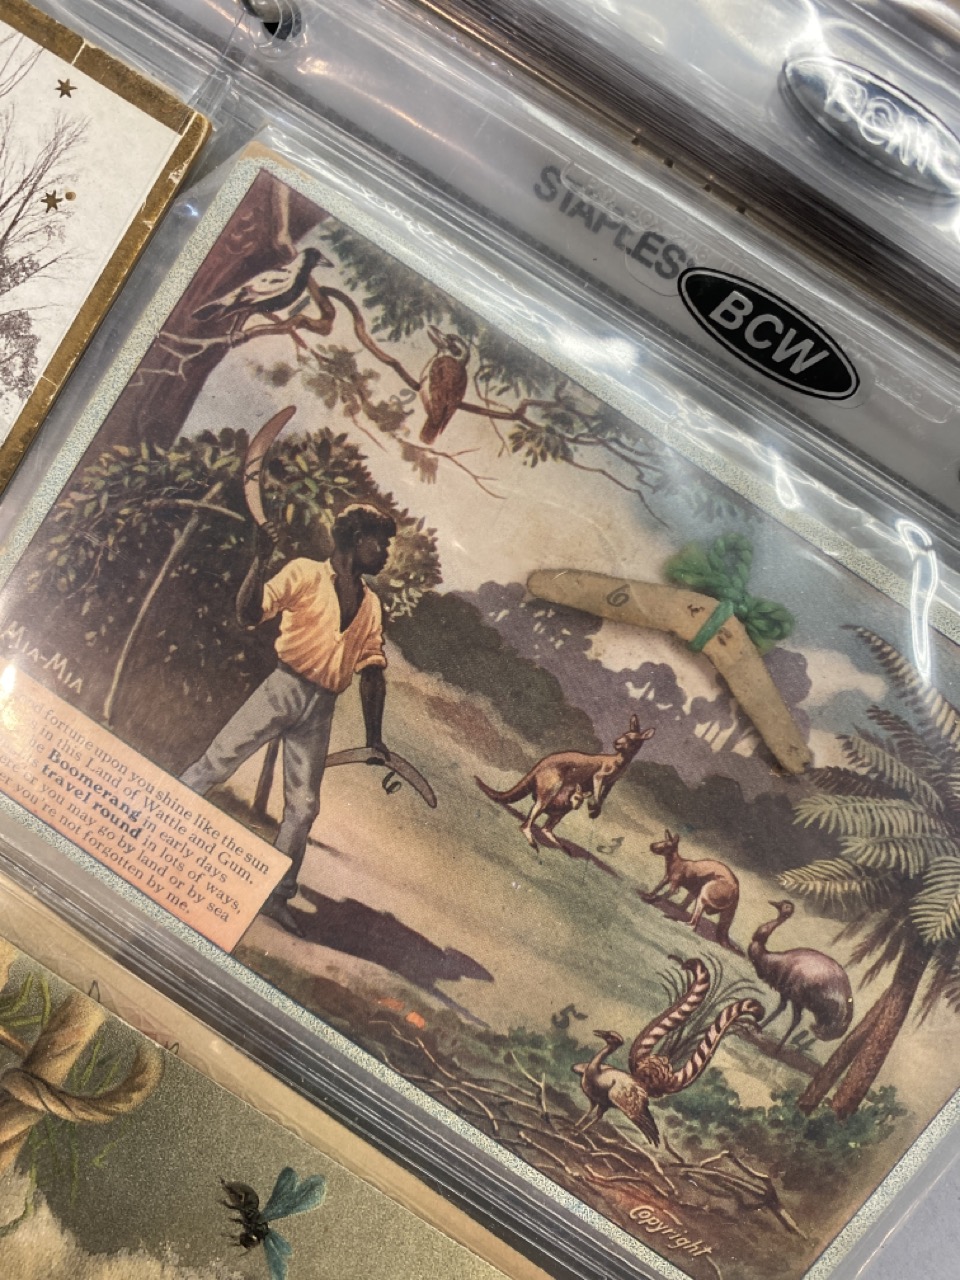 BCW
STAPLES
BCW
MIA-MIA
fortune upon you shine like the sun
in this Land of Wattle and Gum.
Boomerang in early days
travel round in lots of ways,
or you may go by land or by sea
you're not forgotten by me.
6
5
Copyright